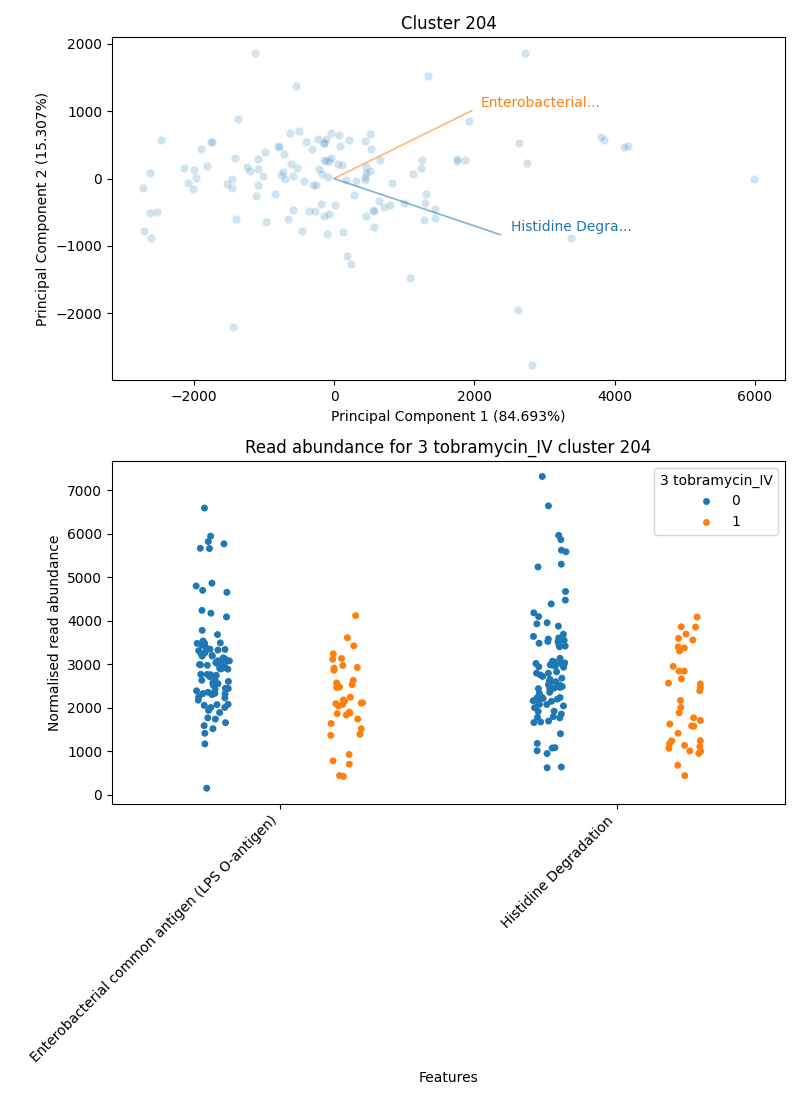 Cluster 204
2000
1000
0
−1000
−2000
Principal Component 2 (15.307%)
Enterobacterial...
Histidine Degra...
−2000 0 2000 4000 6000
Principal Component 1 (84.693%)
Read abundance for 3 tobramycin_IV cluster 204
7000
6000
5000
4000
3000
2000
1000
0
Normalised read abundance
3 tobramycin_IV
0
1
Enterobacterial common antigen (LPS O-antigen)
Histidine Degradation
Features